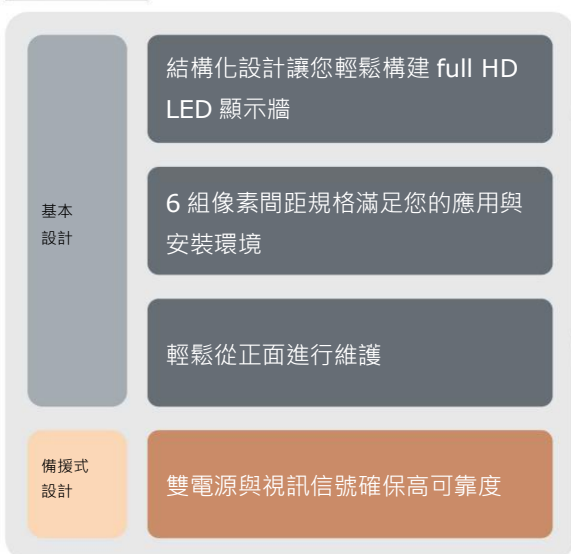 基本
設計
結構化設計讓您輕鬆構建 full HD
LED 顯示牆
6 組像素間距規格滿足您的應用與
安裝環境
輕鬆從正面進行維護
備援式
設計
雙電源與視訊信號確保高可靠度